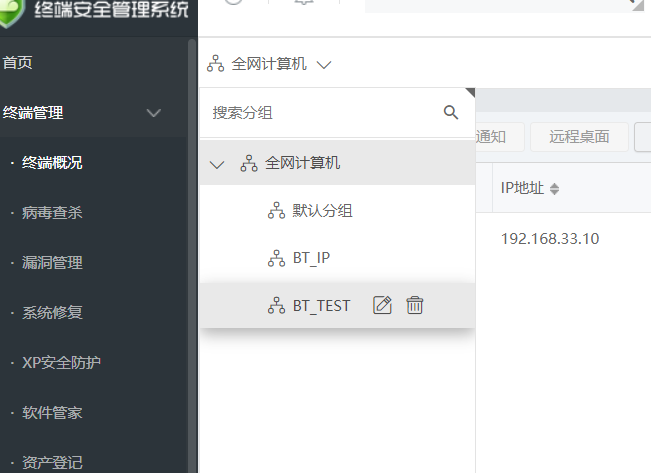 终端安全管理系统
首页
终端管理
· 终端概况
· 病毒查杀
· 漏洞管理
· 系统修复
· XP安全防护
· 软件管家
· 资产登记
全网计算机
搜索分组
全网计算机
默认分组
BT_IP
BT_TEST
通知
远程桌面
IP地址
192.168.33.10